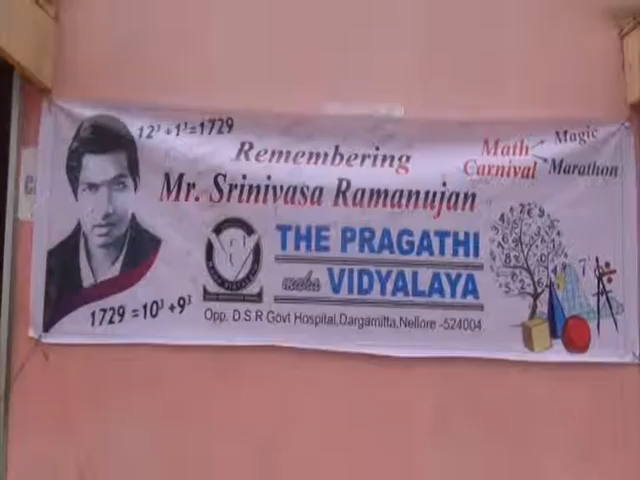 12³+1³=1729
Remembering
Mr. Srinivasa Ramanujan
Math Carnival
Magic
Marathon
THE PRAGATHI
maha VIDYALAYA
1729 =10³+9³
Opp. D.S.R Govt Hospital,Dargamitta,Nellore -524004.